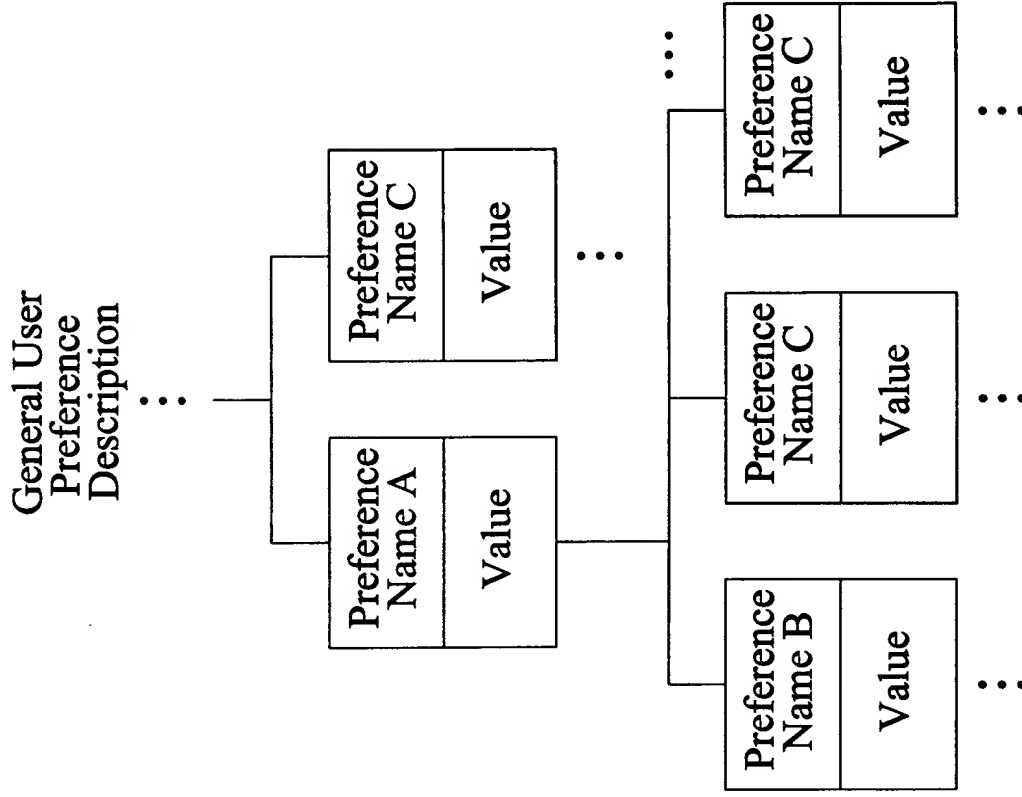 General User
Preference
Description
...
Preference
Name A
Value
Preference
Name C
Value
...
Preference
Name B
Value
...
Preference
Name C
Value
...
Preference
Name C
Value
...
...